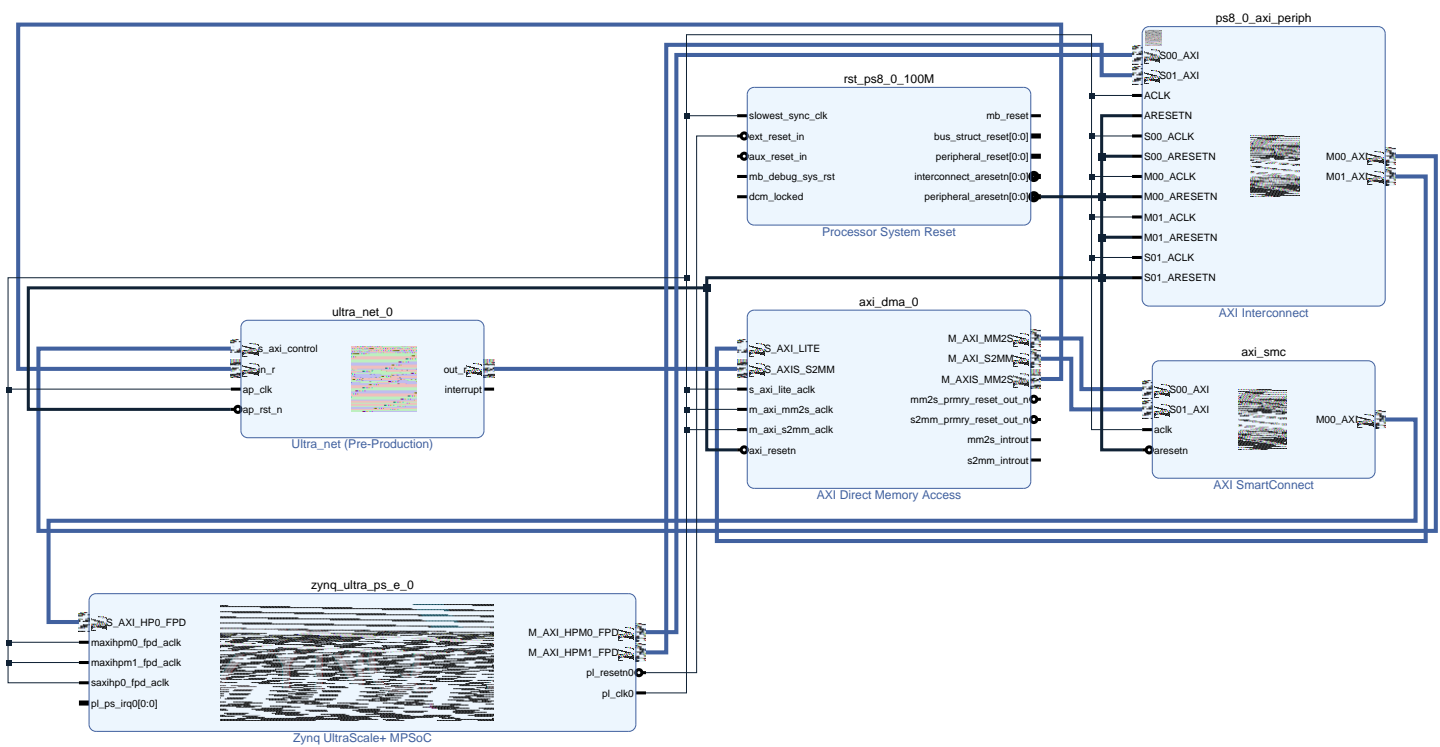 ps8_0_axi_periph
S00_AXI
S01_AXI
ACLK
ARESETN
S00_ACLK
S00_ARESETN
M00_ACLK
M00_ARESETN
M01_ACLK
M01_ARESETN
S01_ACLK
S01_ARESETN
M00_AXI
M01_AXI
AXI Interconnect
rst_ps8_0_100M
slowest_sync_clk
ext_reset_in
aux_reset_in
mb_debug_sys_rst
dcm_locked
mb_reset
bus_struct_reset[0:0]
peripheral_reset[0:0]
interconnect_aresetn[0:0]
peripheral_aresetn[0:0]
Processor System Reset
ultra_net_0
s_axi_control
in_r
ap_clk
ap_rst_n
out_r
interrupt
Ultra_net (Pre-Production)
axi_dma_0
S_AXI_LITE
S_AXIS_S2MM
s_axi_lite_aclk
m_axi_mm2s_aclk
m_axi_s2mm_aclk
axi_resetn
M_AXI_MM2S
M_AXI_S2MM
M_AXIS_MM2S
mm2s_prmry_reset_out_n
s2mm_prmry_reset_out_n
mm2s_introut
s2mm_introut
AXI Direct Memory Access
axi_smc
S00_AXI
S01_AXI
aclk
aresetn
M00_AXI
AXI SmartConnect
zynq_ultra_ps_e_0
S_AXI_HP0_FPD
maxihpm0_fpd_aclk
maxihpm1_fpd_aclk
saxihp0_fpd_aclk
pl_ps_irq0[0:0]
M_AXI_HPM0_FPD
M_AXI_HPM1_FPD
pl_resetn0
pl_clk0
Zynq UltraScale+ MPSoC